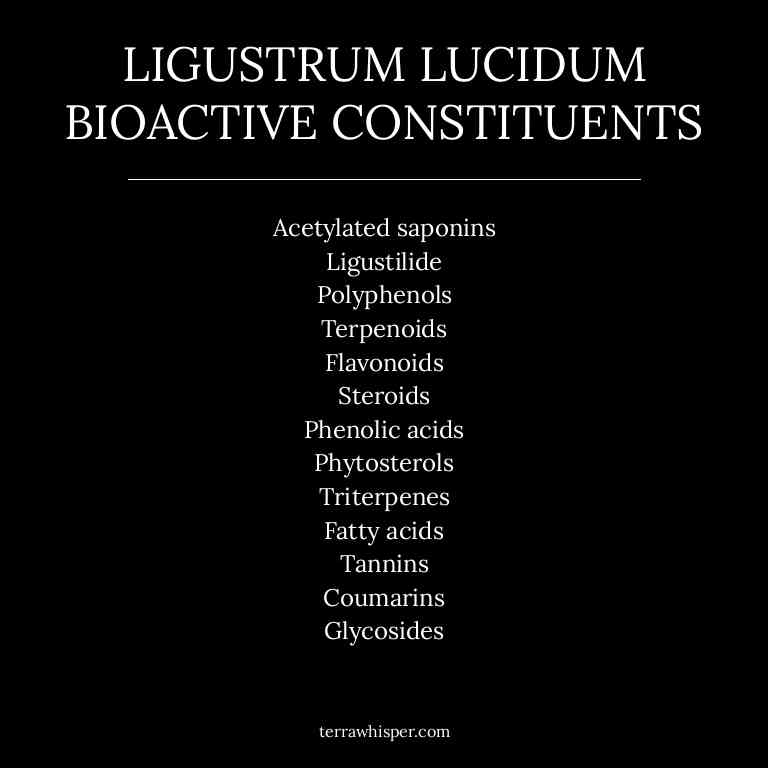 LIGUSTRUM LUCIDUM
BIOACTIVE CONSTITUENTS
Acetylated saponins
Ligustilide
Polyphenols
Terpenoids
Flavonoids
Steroids
Phenolic acids
Phytosterols
Triterpenes
Fatty acids
Tannins
Coumarins
Glycosides
terrawhisper.com